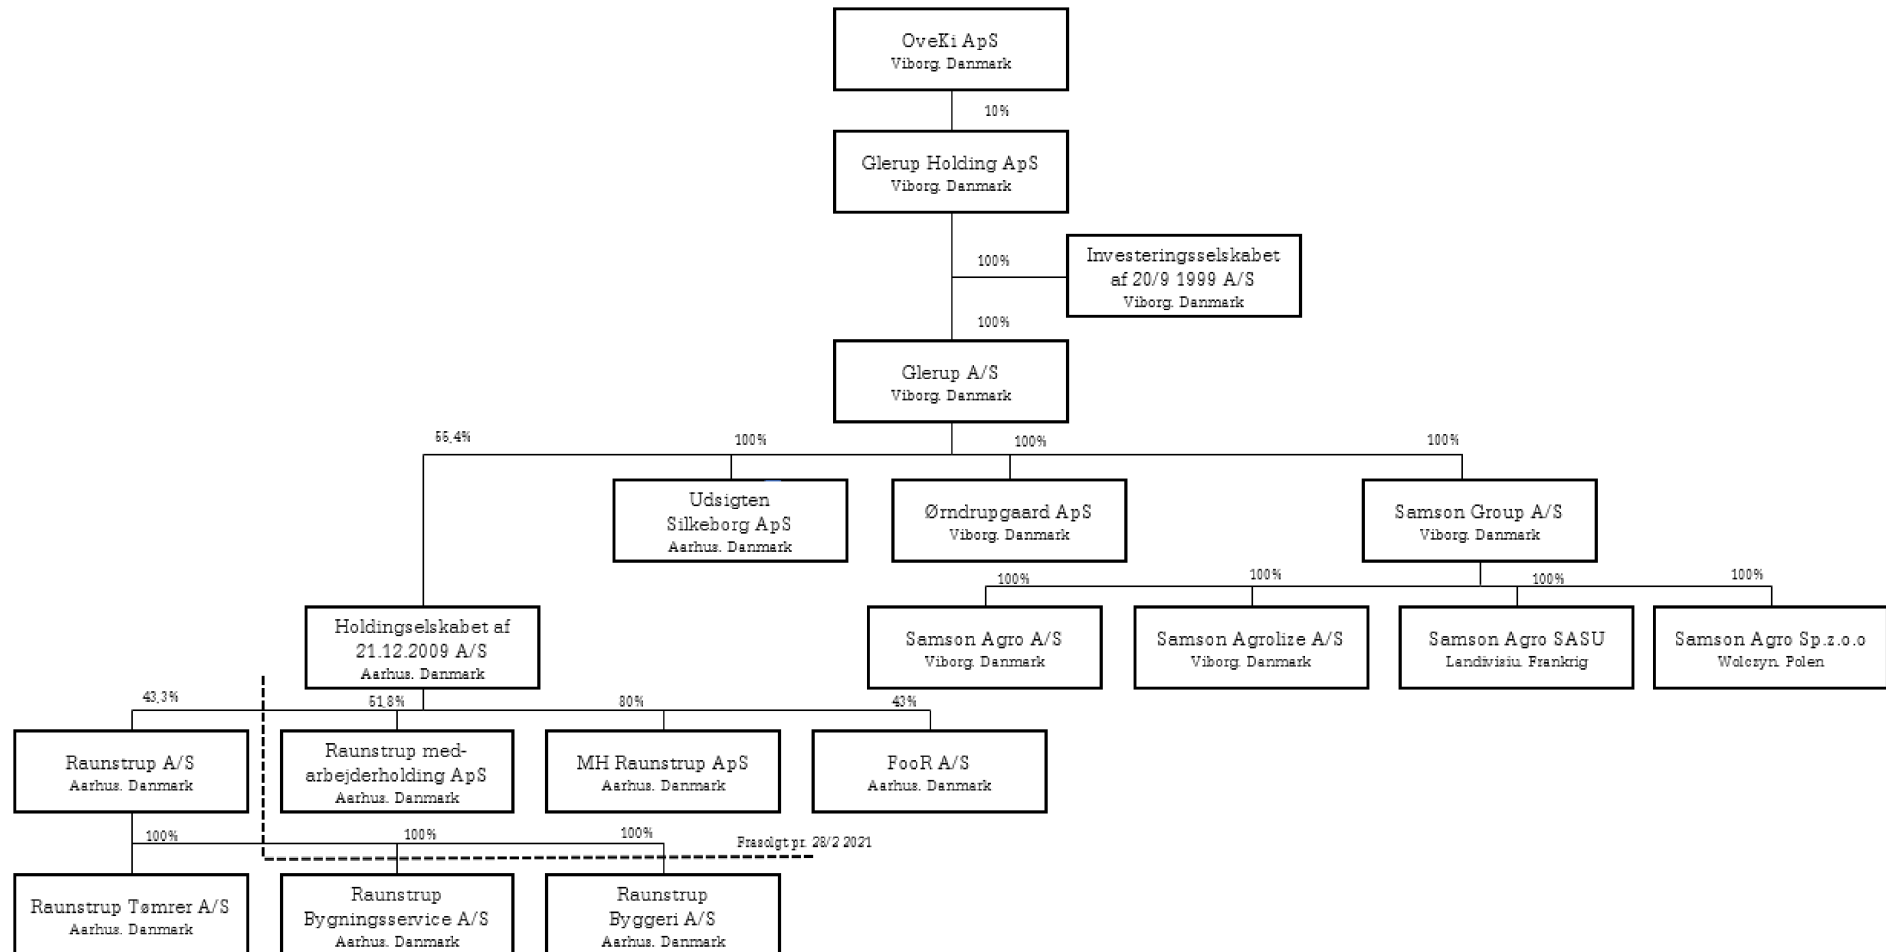 OveKi ApS
Viborg. Danmark
10%
Glerup Holding ApS
Viborg. Danmark
100%
Investeringsselskabet
af 20/9 1999 A/S
Viborg. Danmark
100%
Glerup A/S
Viborg. Danmark
55,4%
100%
100%
100%
Udsigten
Silkeborg ApS
Aarhus. Danmark
Ørndrupgaard ApS
Viborg. Danmark
Samson Group A/S
Viborg. Danmark
100%
100%
100%
100%
Holdingselskabet af
21.12.2009 A/S
Aarhus. Danmark
Samson Agro A/S
Viborg. Danmark
Samson Agrolize A/S
Viborg. Danmark
Samson Agro SASU
Landivisiu. Frankrig
Samson Agro Sp.z.o.o
Wolczyn. Polen
43,3%
51,8%
80%
43%
Raunstrup A/S
Aarhus. Danmark
Raunstrup med-
arbejderholding ApS
Aarhus. Danmark
MH Raunstrup ApS
Aarhus. Danmark
FooR A/S
Aarhus. Danmark
100%
100%
100%
Frasolgt pr. 28/2 2021
Raunstrup Tømrer A/S
Aarhus. Danmark
Raunstrup
Bygningsservice A/S
Aarhus. Danmark
Raunstrup
Byggeri A/S
Aarhus. Danmark